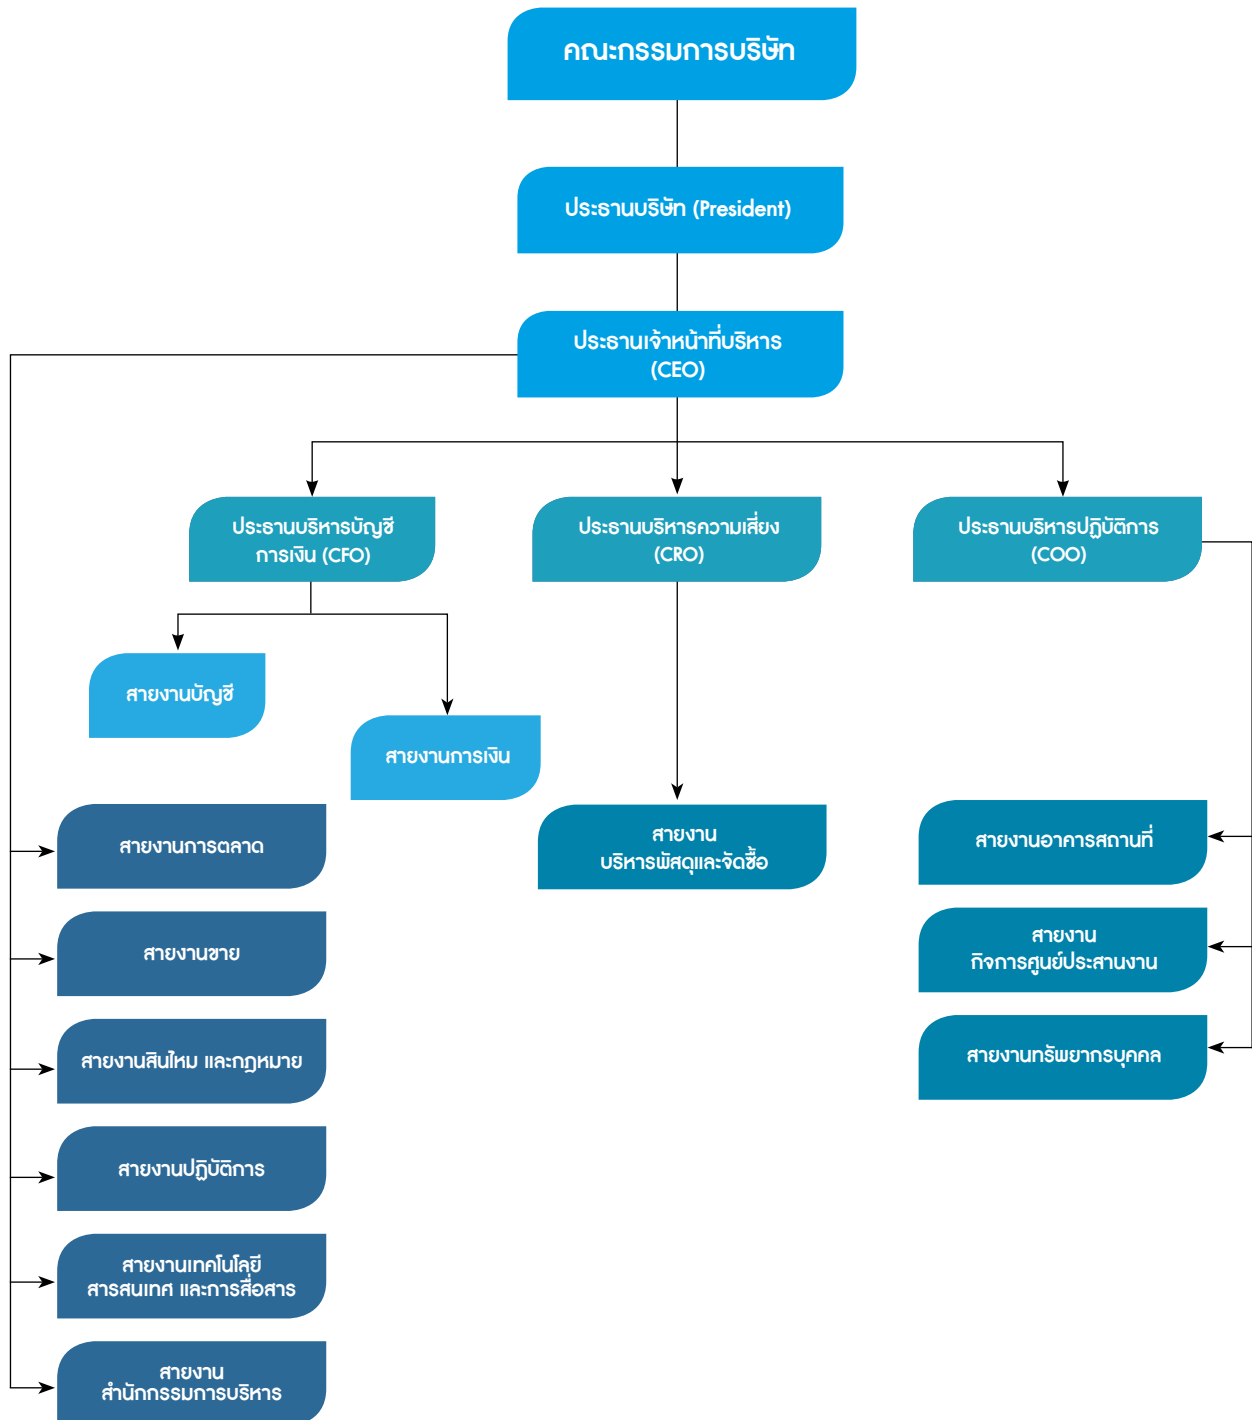 คณะกรรมการบริษัท
ประธานบริษัท (President)
ประธานเจ้าหน้าที่บริหาร
(CEO)
ประธานบริหารบัญชี
การเงิน (CFO)
ประธานบริหารความเสี่ยง
(CRO)
ประธานบริหารปฏิบัติการ
(COO)
สายงานบัญชี
สายงานการเงิน
สายงานการตลาด
สายงานขาย
สายงานสินไหม และกฎหมาย
สายงานปฏิบัติการ
สายงานเทคโนโลยี
สารสนเทศ และการสื่อสาร
สายงาน
สำนักกรรมการบริหาร
สายงาน
บริหารพัสดุและจัดซื้อ
สายงานอาคารสถานที่
สายงาน
กิจการศูนย์ประสานงาน
สายงานทรัพยากรบุคคล